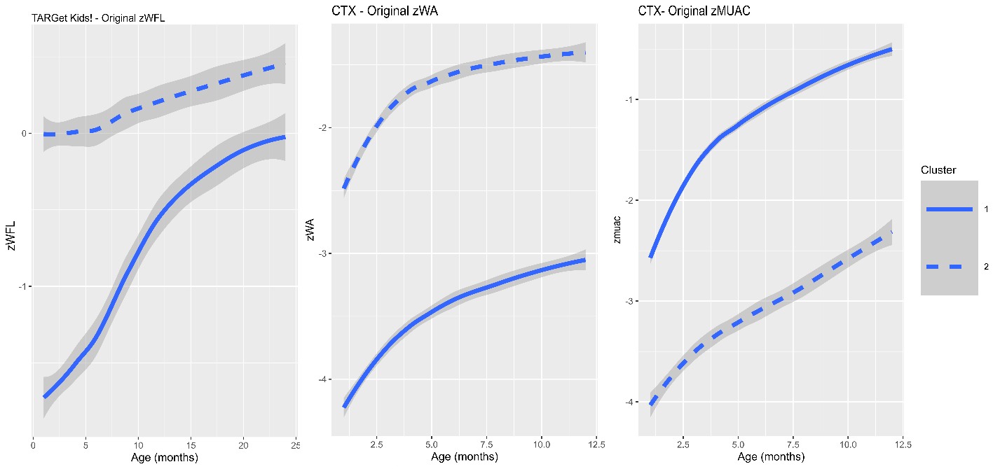 TARGet Kids! - Original zWFL
zWFL
0
-1
0
5
10
15
20
25
Age (months)
CTX - Original zWA
zWA
-2
-3
-4
2.5
5.0
7.5
10.0
12.5
Age (months)
CTX- Original zMUAC
zmuac
-1
-2
-3
-4
2.5
5.0
7.5
10.0
12.5
Age (months)
Cluster
1
2